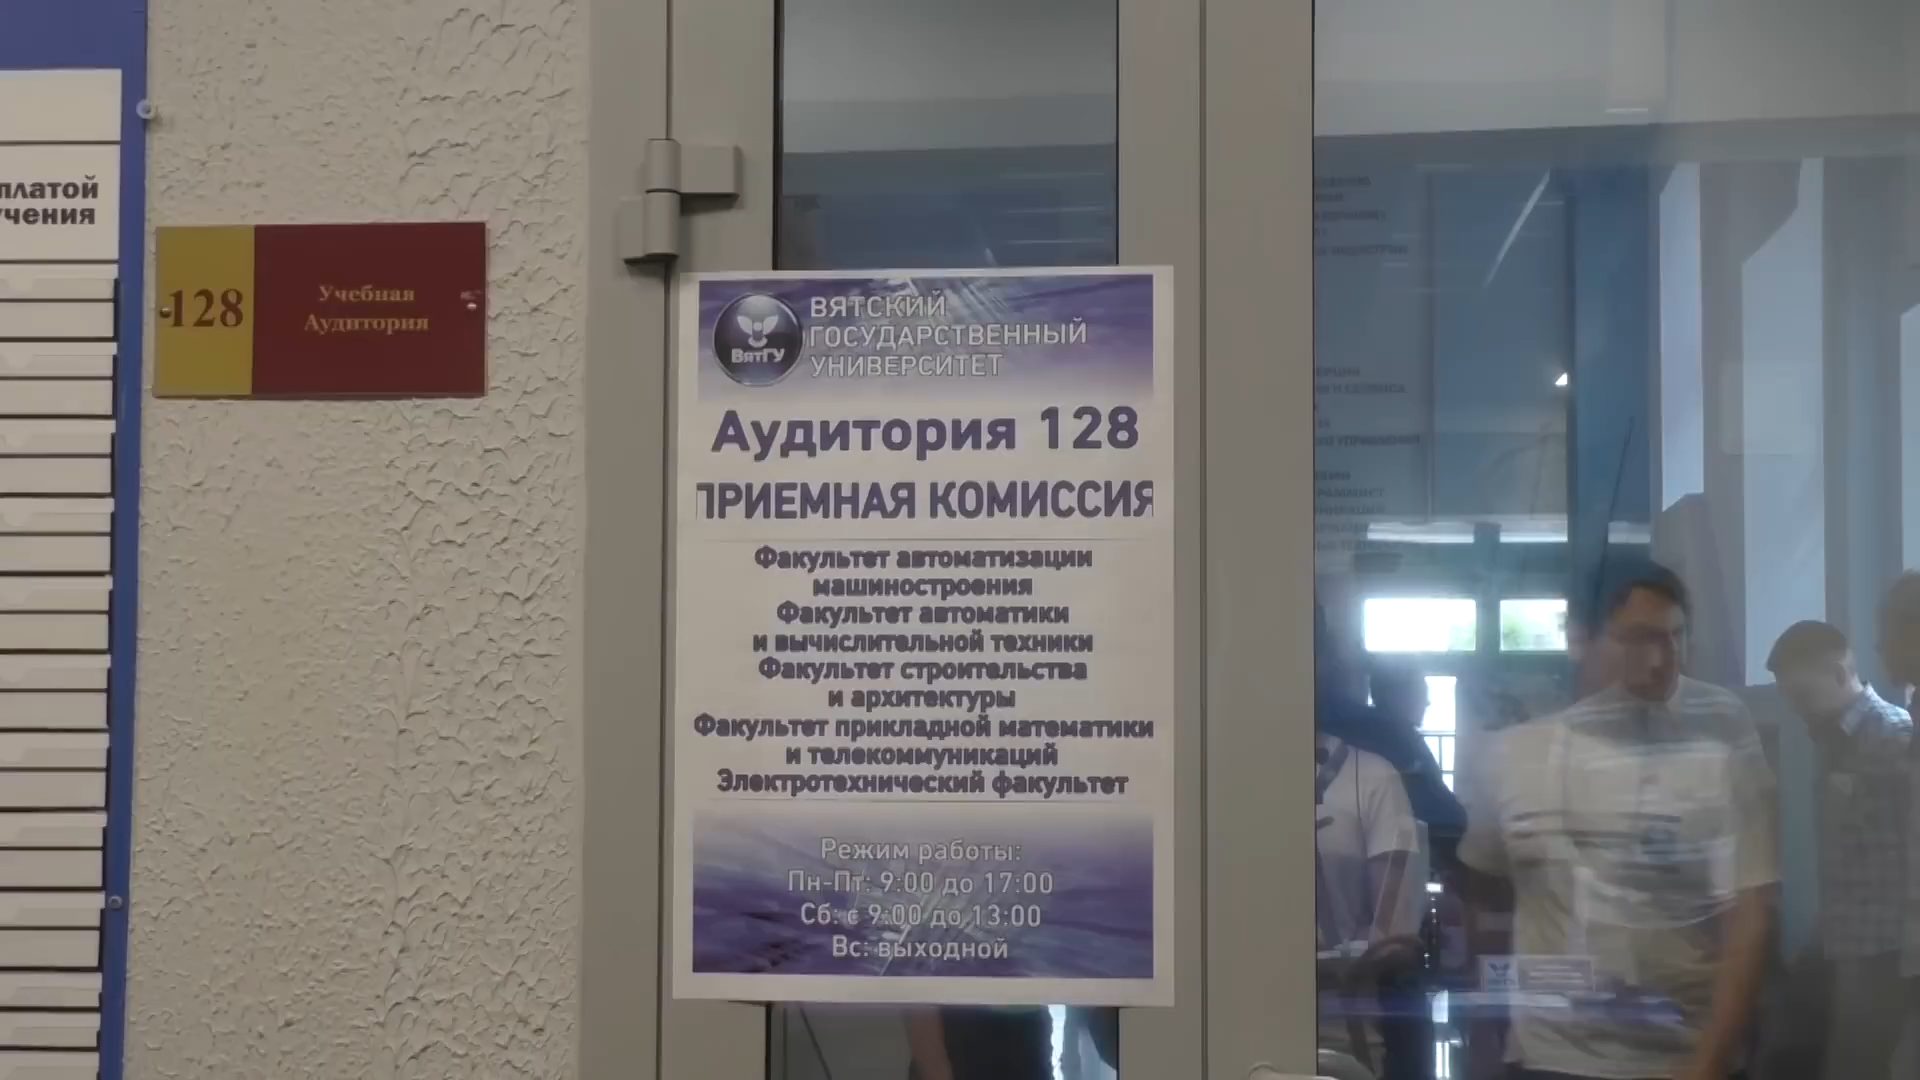 платой
учения
128
Учебная
Аудитория
ВятГУ
ВЯТСКИЙ
ГОСУДАРСТВЕННЫЙ
УНИВЕРСИТЕТ
Аудитория 128
ПРИЕМНАЯ КОМИССИЯ
Факультет автоматизации
машиностроения
Факультет автоматики
и вычислительной техники
Факультет строительства
и архитектуры
Факультет прикладной математики
и телекоммуникаций
Электротехнический факультет
Режим работы:
Пн-Пт: 9:00 до 17:00
Сб: с 9:00 до 13:00
Вс: выходной